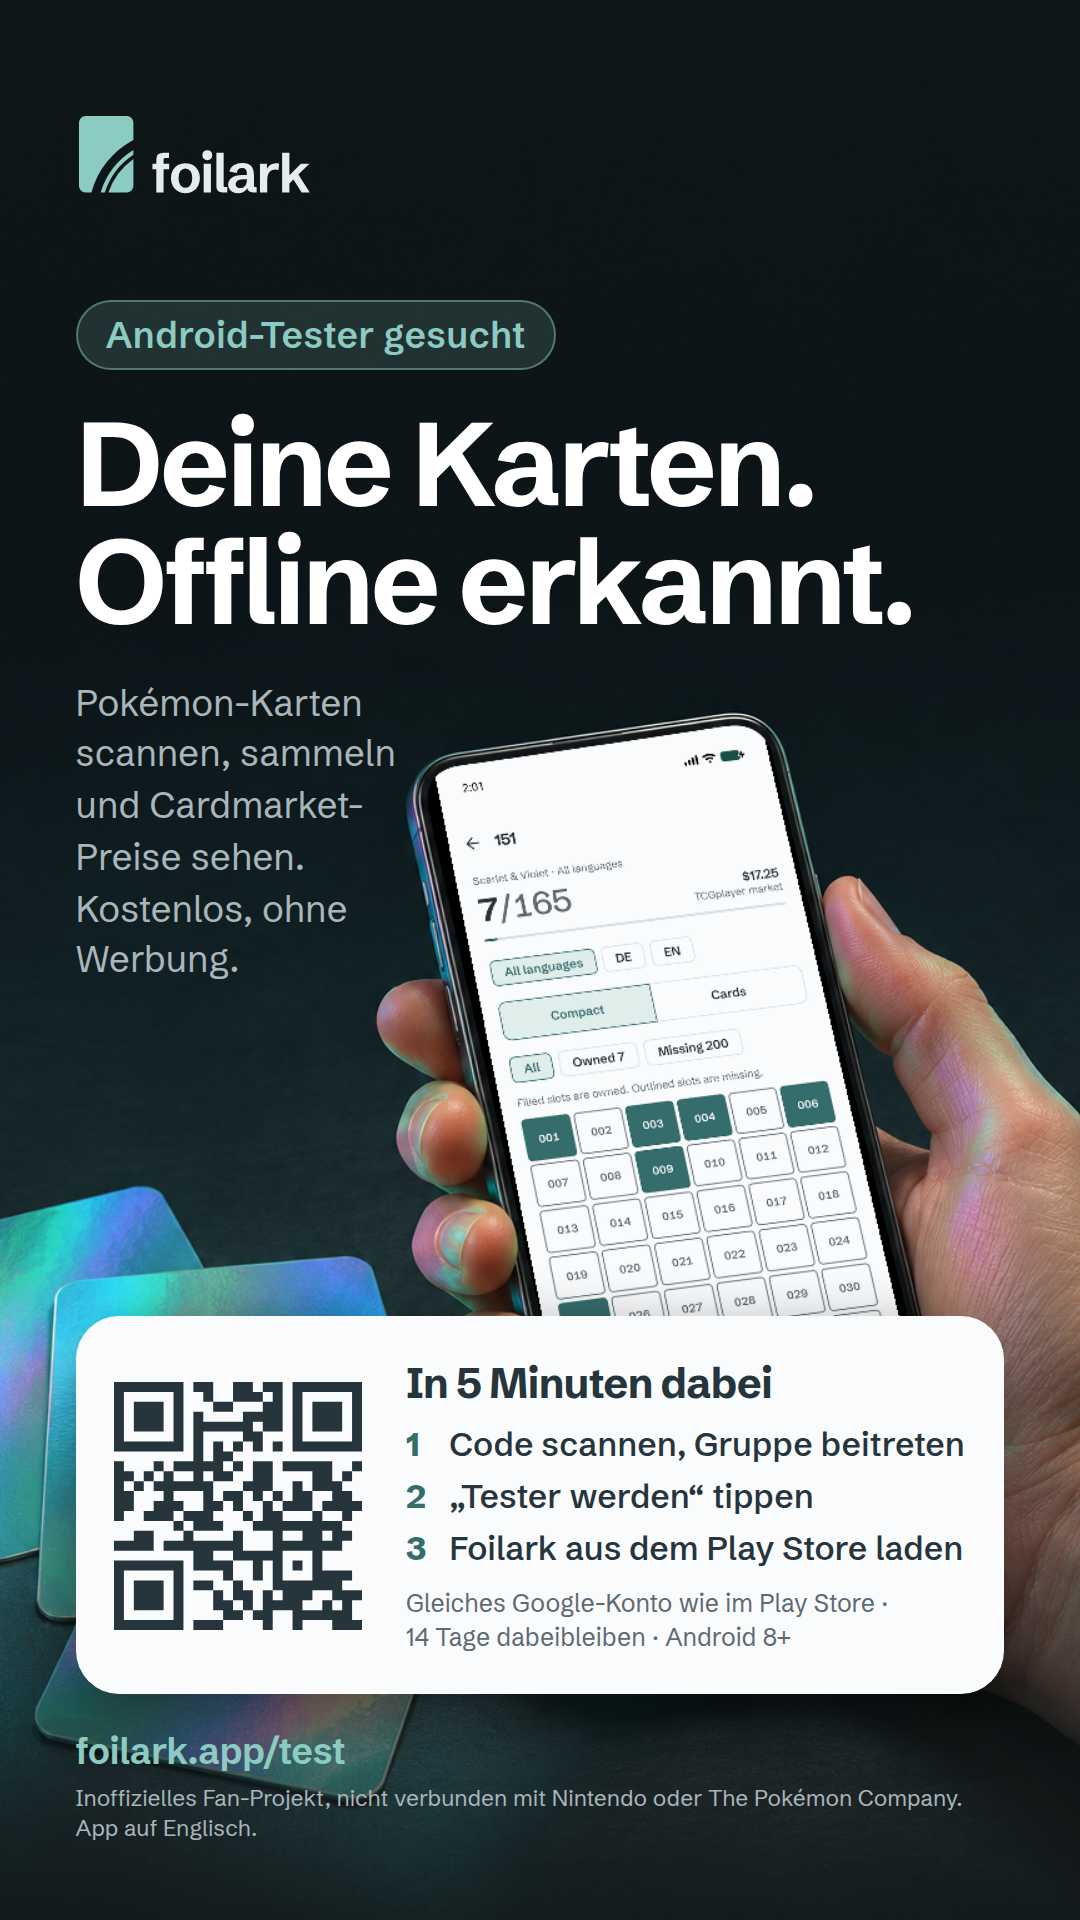 foilark
Android-Tester gesucht
Deine Karten.
Offline erkannt.
Pokémon-Karten
scannen, sammeln
und Cardmarket-
Preise sehen.
Kostenlos, ohne
Werbung.
2:01
← 151
Scarlet & Violet · All languages
7/165
$17.25
TCGplayer market
All languages DE EN
Compact Cards
All Owned 7 Missing 200
Filled slots are owned. Outlined slots are missing.
001 002 003 004 005 006
007 008 009 010 011 012
013 014 015 016 017 018
019 020 021 022 023 024
026 027 028 029 030
In 5 Minuten dabei
1 Code scannen, Gruppe beitreten
2 „Tester werden“ tippen
3 Foilark aus dem Play Store laden
Gleiches Google-Konto wie im Play Store ·
14 Tage dabeibleiben · Android 8+
foilark.app/test
Inoffizielles Fan-Projekt, nicht verbunden mit Nintendo oder The Pokémon Company.
App auf Englisch.